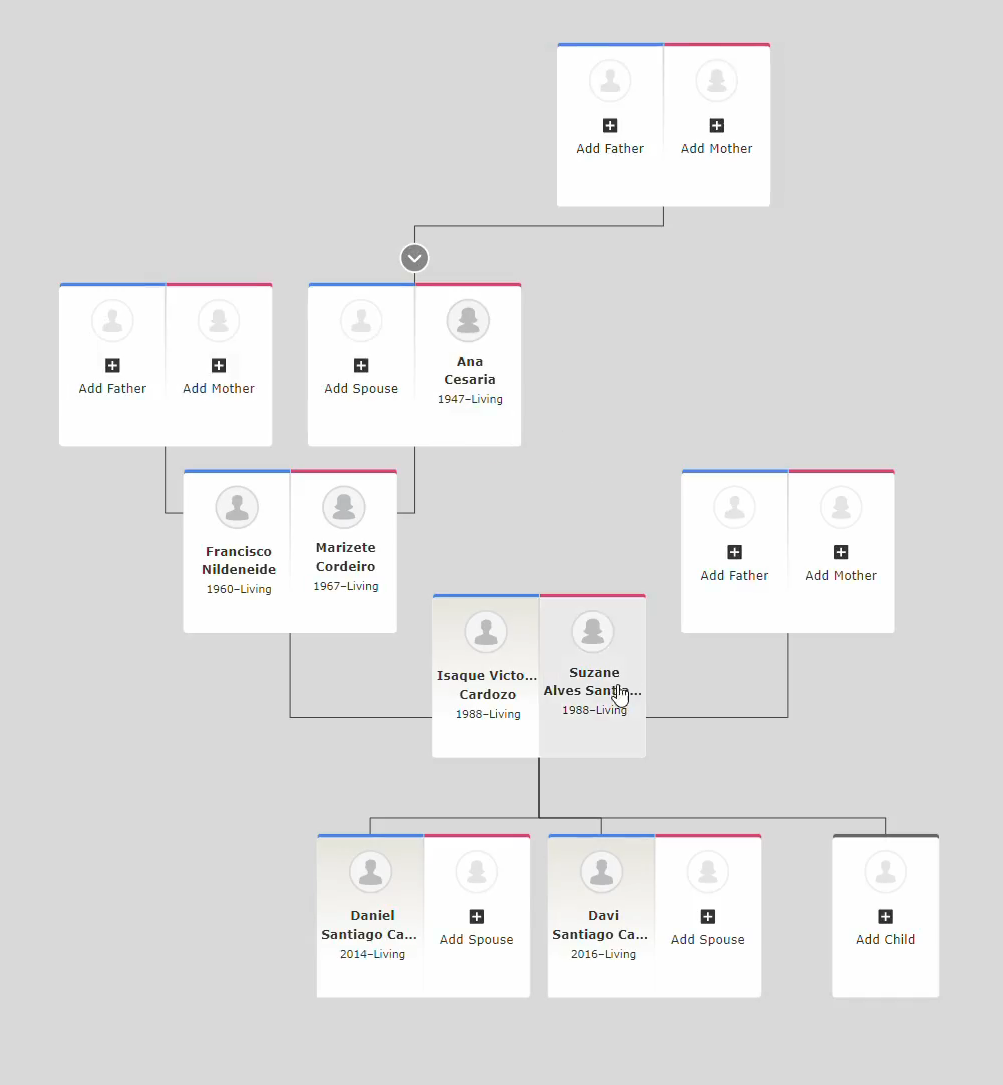 Add Father
Add Mother
Add Father
Add Mother
Add Spouse
Ana
Cesaria
1947–Living
Francisco
Nildeneide
1960–Living
Marizete
Cordeiro
1967–Living
Add Father
Add Mother
Isaque Victo...
Cardozo
1988–Living
Suzane
Alves Santi...
1988–Living
Daniel
Santiago Ca...
2014–Living
Add Spouse
Davi
Santiago Ca...
2016–Living
Add Spouse
Add Child